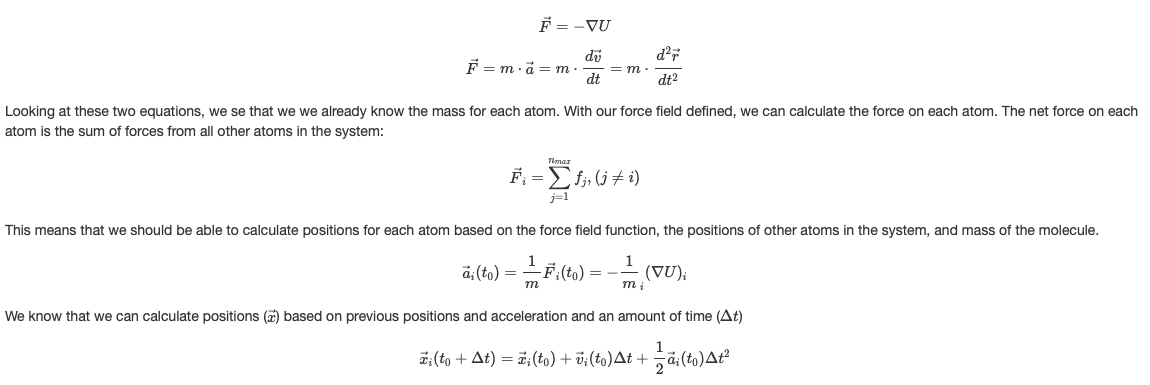 $\vec{F} = -\nabla U$
$\vec{F} = m \cdot \vec{a} = m \cdot \frac{d\vec{v}}{dt} = m \cdot \frac{d^2\vec{r}}{dt^2}$
Looking at these two equations, we se that we we already know the mass for each atom. With our force field defined, we can calculate the force on each atom. The net force on each
atom is the sum of forces from all other atoms in the system:
$\vec{F}_i = \sum_{j=1}^{n_{max}} f_j, (j \neq i)$
This means that we should be able to calculate positions for each atom based on the force field function, the positions of other atoms in the system, and mass of the molecule.
$\vec{a}_i(t_0) = \frac{1}{m} \vec{F}_i(t_0) = -\frac{1}{m}_i (\nabla U)_i$
We know that we can calculate positions ($\vec{x}$) based on previous positions and acceleration and an amount of time ($\Delta t$)
$\vec{x}_i(t_0 + \Delta t) = \vec{x}_i(t_0) + \vec{v}_i(t_0)\Delta t + \frac{1}{2}\vec{a}_i(t_0)\Delta t^2$